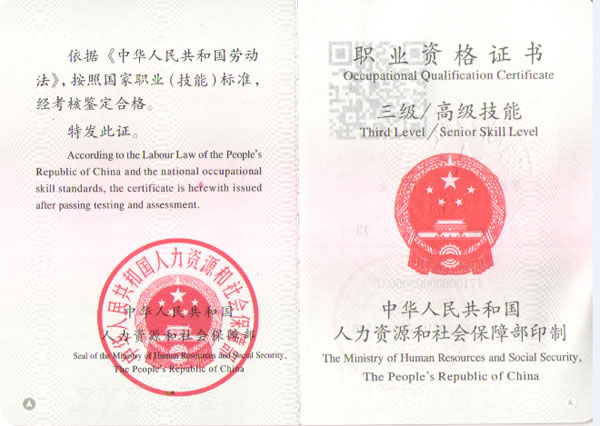 依据《中华人民共和国劳动
法》，按照国家职业（技能）标准，
经考核鉴定合格。
特发此证。
According to the Labour Law of the People's
Republic of China and the national occupational
skill standards, the certificate is herewith issued
after passing testing and assessment.
中华人民共和国人力资源和社会保障部
中华人民共和国
人力资源和社会保障部
Seal of the Ministry of Human Resources and Social Security,
The People's Republic of China
职业资格证书
Occupational Qualification Certificate
三级/高级技能
Third Level/Senior Skill Level
中华人民共和国
人力资源和社会保障部印制
The Ministry of Human Resources and Social Security,
The People's Republic of China